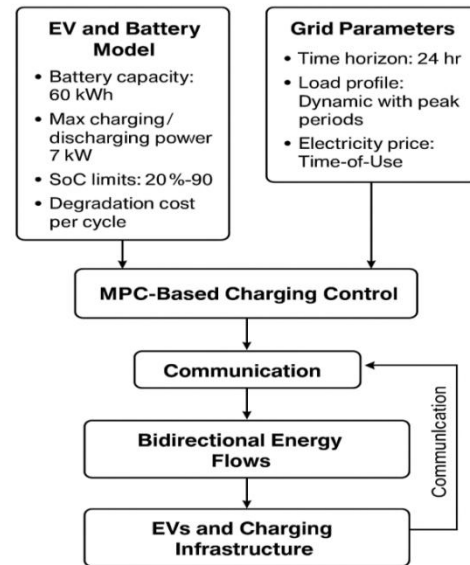 EV and Battery
Model
• Battery capacity:
60 kWh
• Max charging/
discharging power
7 kW
• SoC limits: 20 %-90
• Degradation cost
per cycle
Grid Parameters
• Time horizon: 24 hr
• Load profile:
Dynamic with peak
periods
• Electricity price:
Time-of-Use
MPC-Based Charging Control
Communication
Bidirectional Energy
Flows
EVs and Charging
Infrastructure
Communication